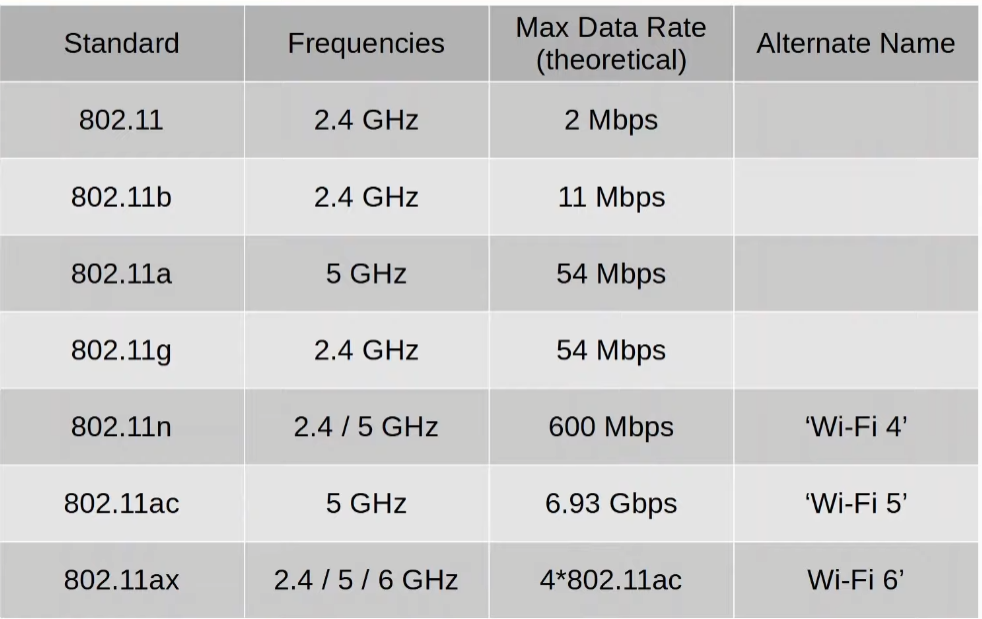 Standard Frequencies Max Data Rate (theoretical) Alternate Name
802.11 2.4 GHz 2 Mbps
802.11b 2.4 GHz 11 Mbps
802.11a 5 GHz 54 Mbps
802.11g 2.4 GHz 54 Mbps
802.11n 2.4 / 5 GHz 600 Mbps ‘Wi-Fi 4’
802.11ac 5 GHz 6.93 Gbps ‘Wi-Fi 5’
802.11ax 2.4 / 5 / 6 GHz 4*802.11ac Wi-Fi 6’